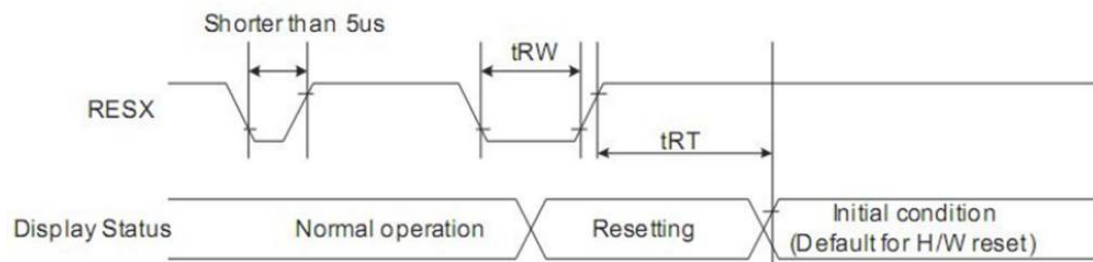 Shorter than 5us
tRW
RESX
tRT
Display Status
Normal operation
Resetting
Initial condition
(Default for H/W reset)